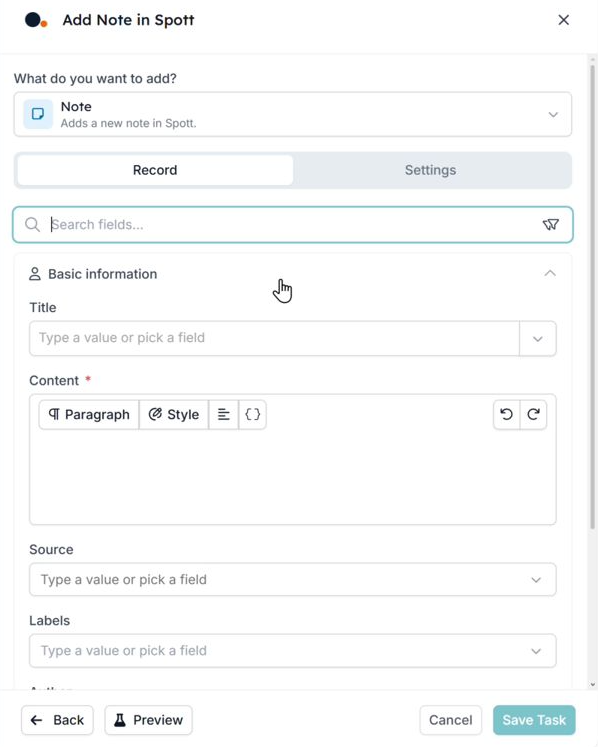 Add Note in Spott
What do you want to add?
Note
Adds a new note in Spott.
Record
Settings
Search fields...
Basic information
Title
Type a value or pick a field
Content *
Paragraph
Style
Source
Type a value or pick a field
Labels
Type a value or pick a field
Back
Preview
Cancel
Save Task